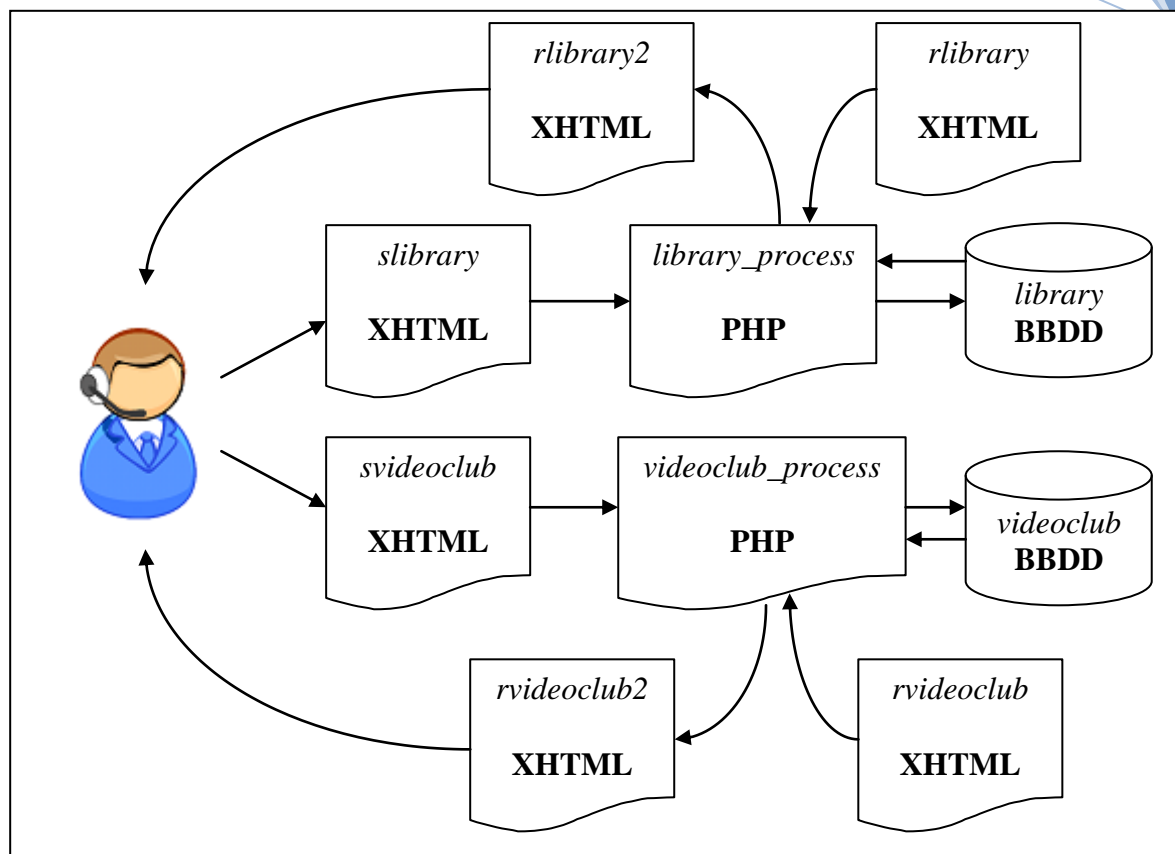 rlibrary2
XHTML
rlibrary
XHTML
slibrary
XHTML
library_process
PHP
library
BBDD
svideoclub
XHTML
videoclub_process
PHP
videoclub
BBDD
rvideoclub2
XHTML
rvideoclub
XHTML